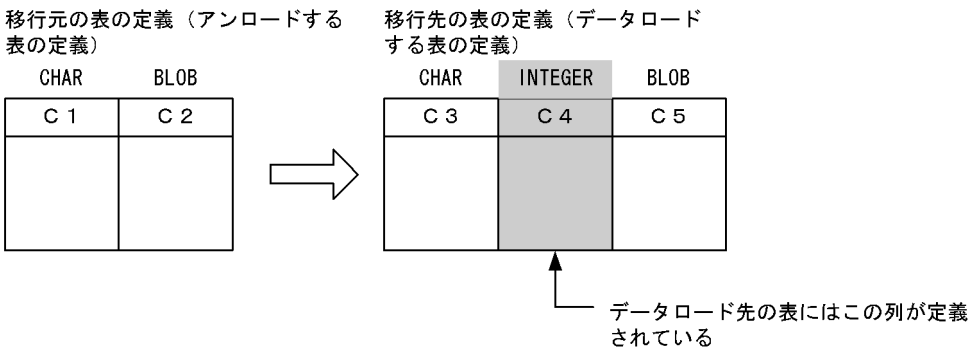 移行元の表の定義(アンロードする
表の定義)
移行先の表の定義(データロード
する表の定義)
CHAR BLOB
CHAR INTEGER BLOB
C1 C2
C3 C4 C5
データロード先の表にはこの列が定義
されている